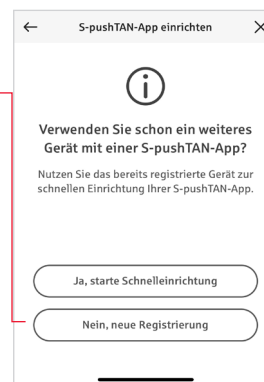 S-pushTAN-App einrichten
Verwenden Sie schon ein weiteres
Gerät mit einer S-pushTAN-App?
Nutzen Sie das bereits registrierte Gerät zur
schnellen Einrichtung Ihrer S-pushTAN-App.
Ja, starte Schnelleinrichtung
Nein, neue Registrierung